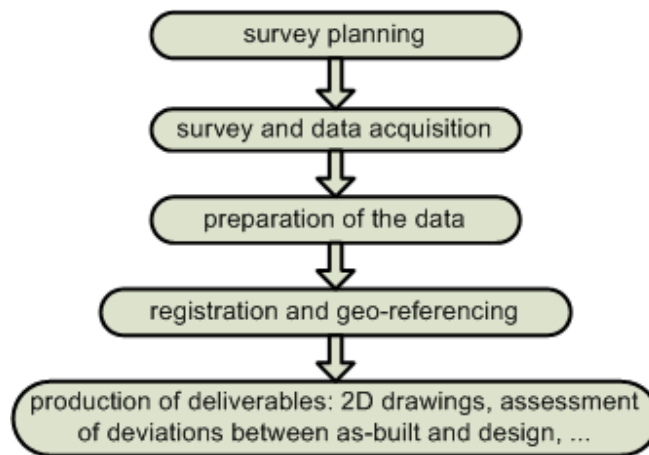 survey planning
survey and data acquisition
preparation of the data
registration and geo-referencing
production of deliverables: 2D drawings, assessment
of deviations between as-built and design, ...